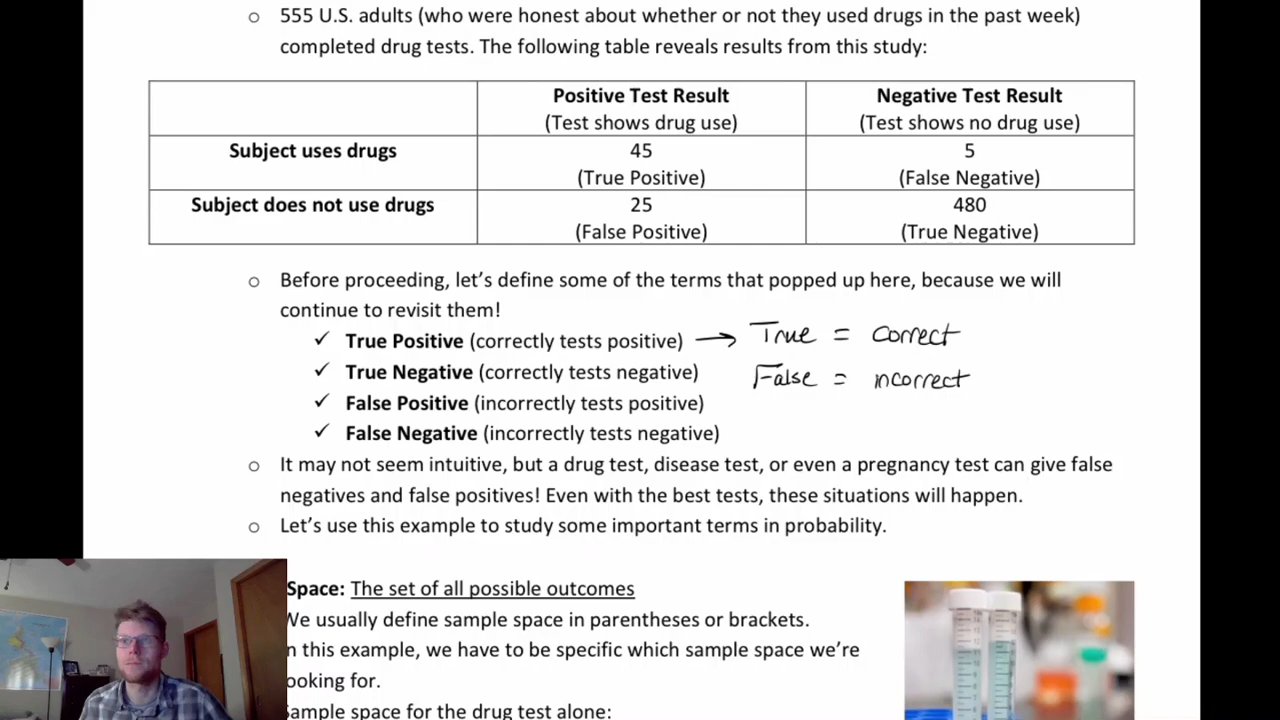 555 U.S. adults (who were honest about whether or not they used drugs in the past week)
completed drug tests. The following table reveals results from this study:
Positive Test Result
(Test shows drug use)
Negative Test Result
(Test shows no drug use)
Subject uses drugs
45
(True Positive)
5
(False Negative)
Subject does not use drugs
25
(False Positive)
480
(True Negative)
Before proceeding, let's define some of the terms that popped up here, because we will
continue to revisit them!
✓ True Positive (correctly tests positive) → True = correct
✓ True Negative (correctly tests negative) False = incorrect
✓ False Positive (incorrectly tests positive)
✓ False Negative (incorrectly tests negative)
It may not seem intuitive, but a drug test, disease test, or even a pregnancy test can give false
negatives and false positives! Even with the best tests, these situations will happen.
Let's use this example to study some important terms in probability.
Space: The set of all possible outcomes
We usually define sample space in parentheses or brackets.
n this example, we have to be specific which sample space we're
ooking for.
Sample space for the drug test alone: